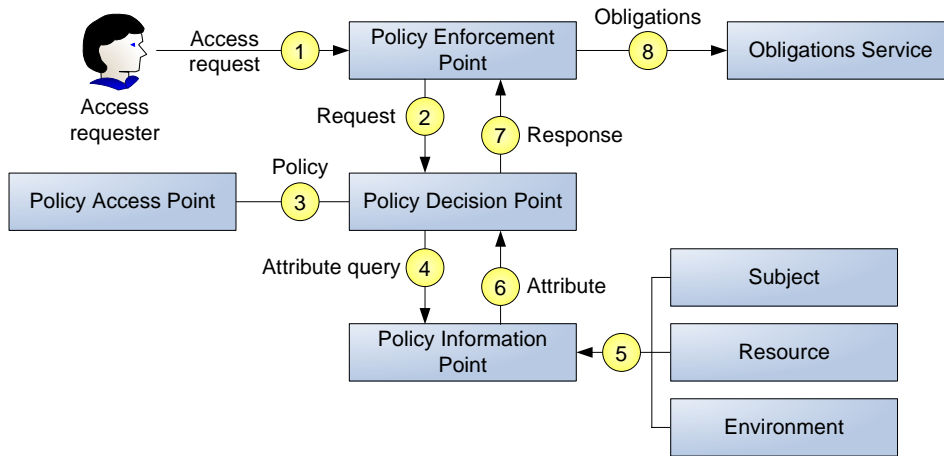 Access
request
1
Policy Enforcement
Point
Obligations
8
Obligations Service
Access
requester
Request
2
7
Response
Policy Access Point
Policy
3
Policy Decision Point
Attribute query
4
6
Attribute
Policy Information
Point
5
Subject
Resource
Environment